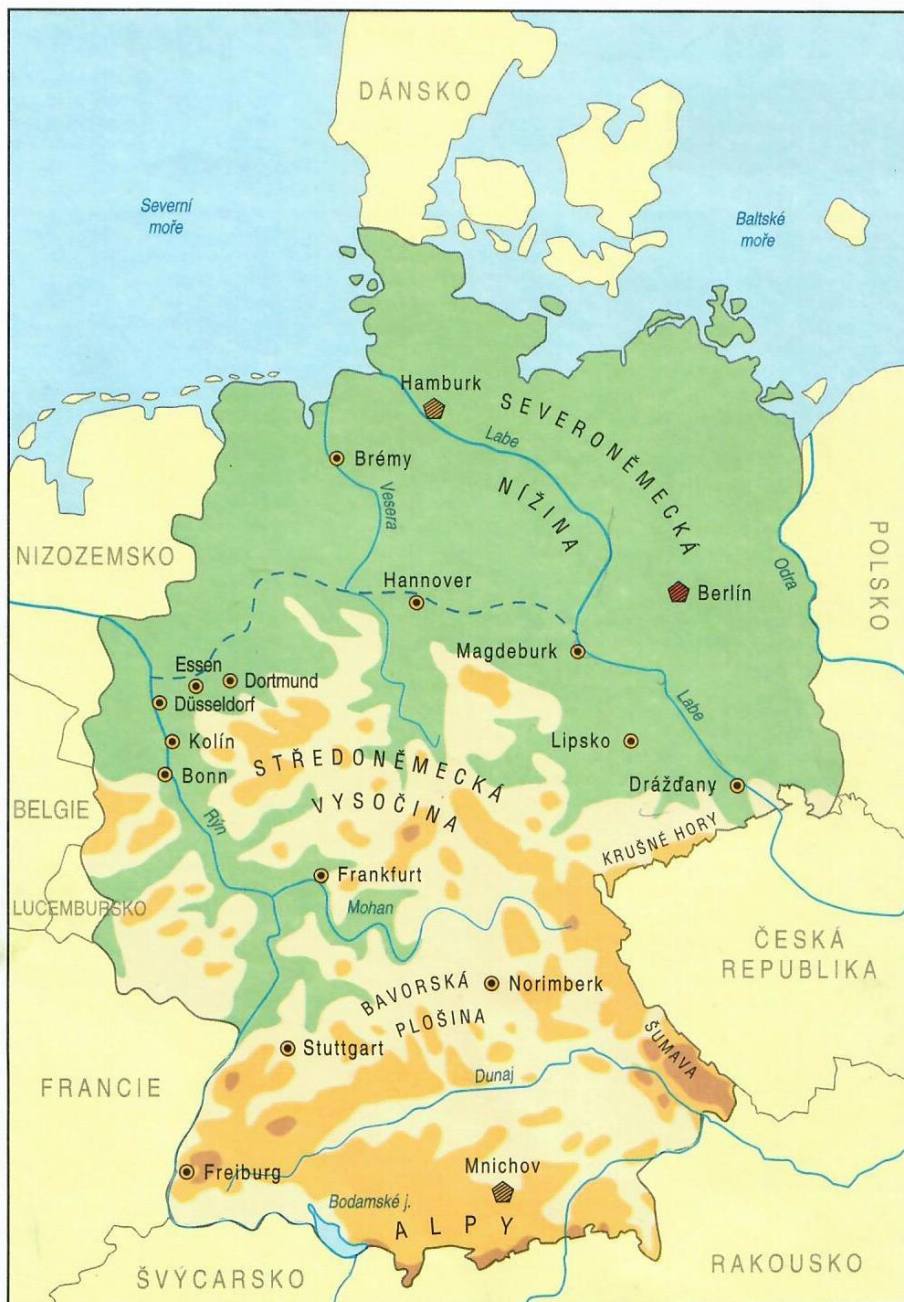 DÁNSKO
Severní
moře
Baltské
moře
Hamburk
SEVERONĚMECKÁ
NÍŽINA
Labe
Brémy
Vesera
NIZOZEMSKO
POLSKO
Odra
Hannover
Berlín
Magdeburk
Essen
Dortmund
Düsseldorf
Labe
Kolín
Lipsko
Bonn
STŘEDONĚMECKÁ
VYSOČINA
Drážďany
BELGIE
Rýn
KRUŠNÉ HORY
Frankfurt
LUCEMBURSKO
Mohan
ČESKÁ
REPUBLIKA
BAVORSKÁ
PLOŠINA
Norimberk
Stuttgart
ŠUMAVA
FRANCIE
Dunaj
Freiburg
Mnichov
Bodamské j.
ALPY
ŠVÝCARSKO
RAKOUSKO